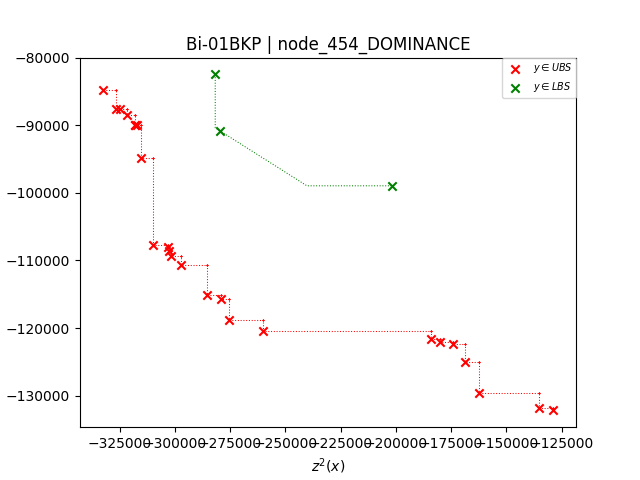 Bi-01BKP | node_454_DOMINANCE
y ∈ UBS
y ∈ LBS
−80000
−90000
−100000
−110000
−120000
−130000
−325000 −300000 −275000 −250000 −225000 −200000 −175000 −150000 −125000
z²(x)